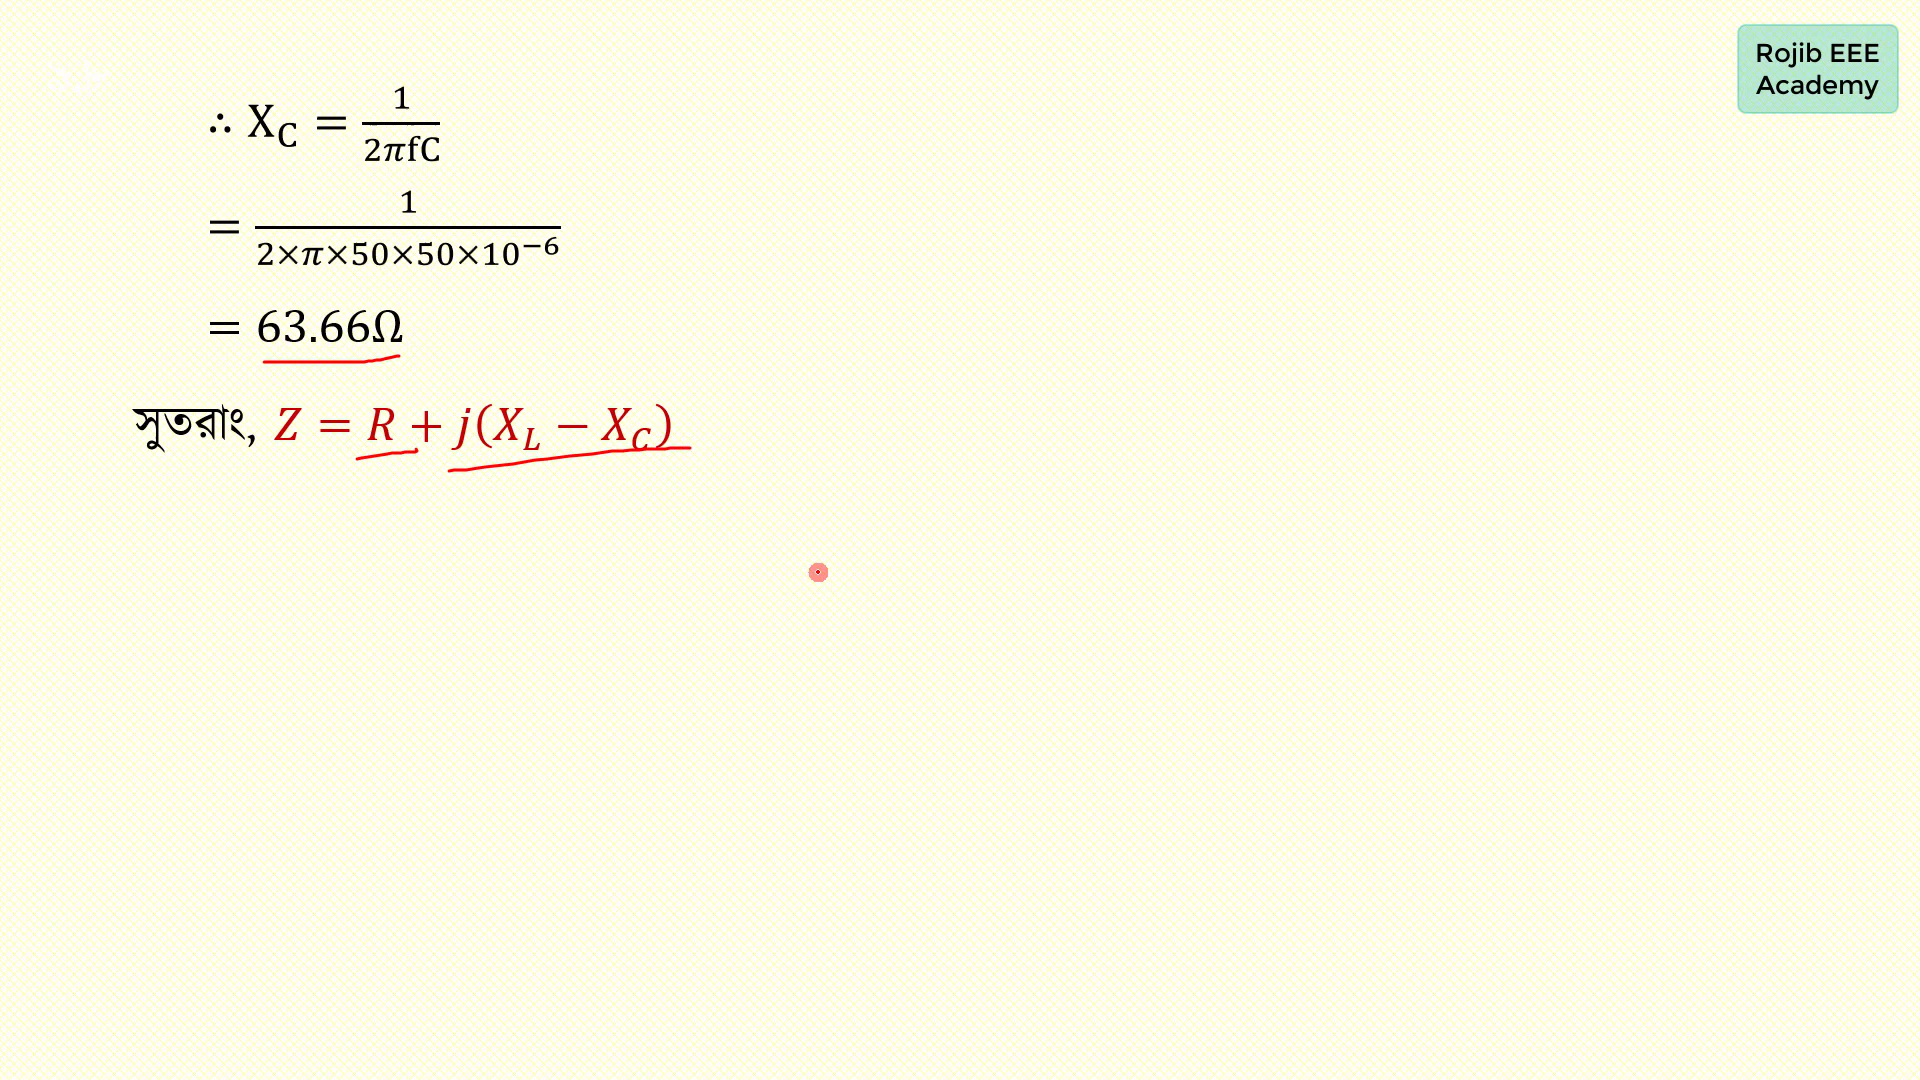 Rojib EEE
Academy
∴ X_C = 1/(2πfC)
= 1/(2×π×50×50×10^−6)
= 63.66Ω
সুতরাং, Z = R + j(X_L − X_C)